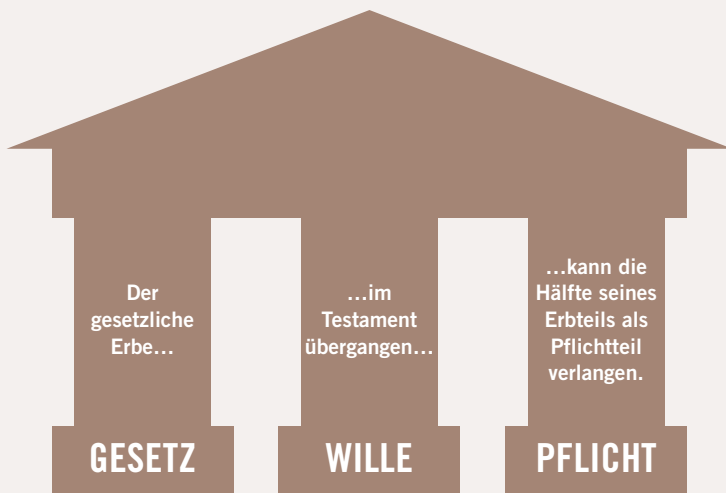 Der
gesetzliche
Erbe…
GESETZ
…im
Testament
übergangen…
WILLE
…kann die
Hälfte seines
Erbteils als
Pflichtteil
verlangen.
PFLICHT